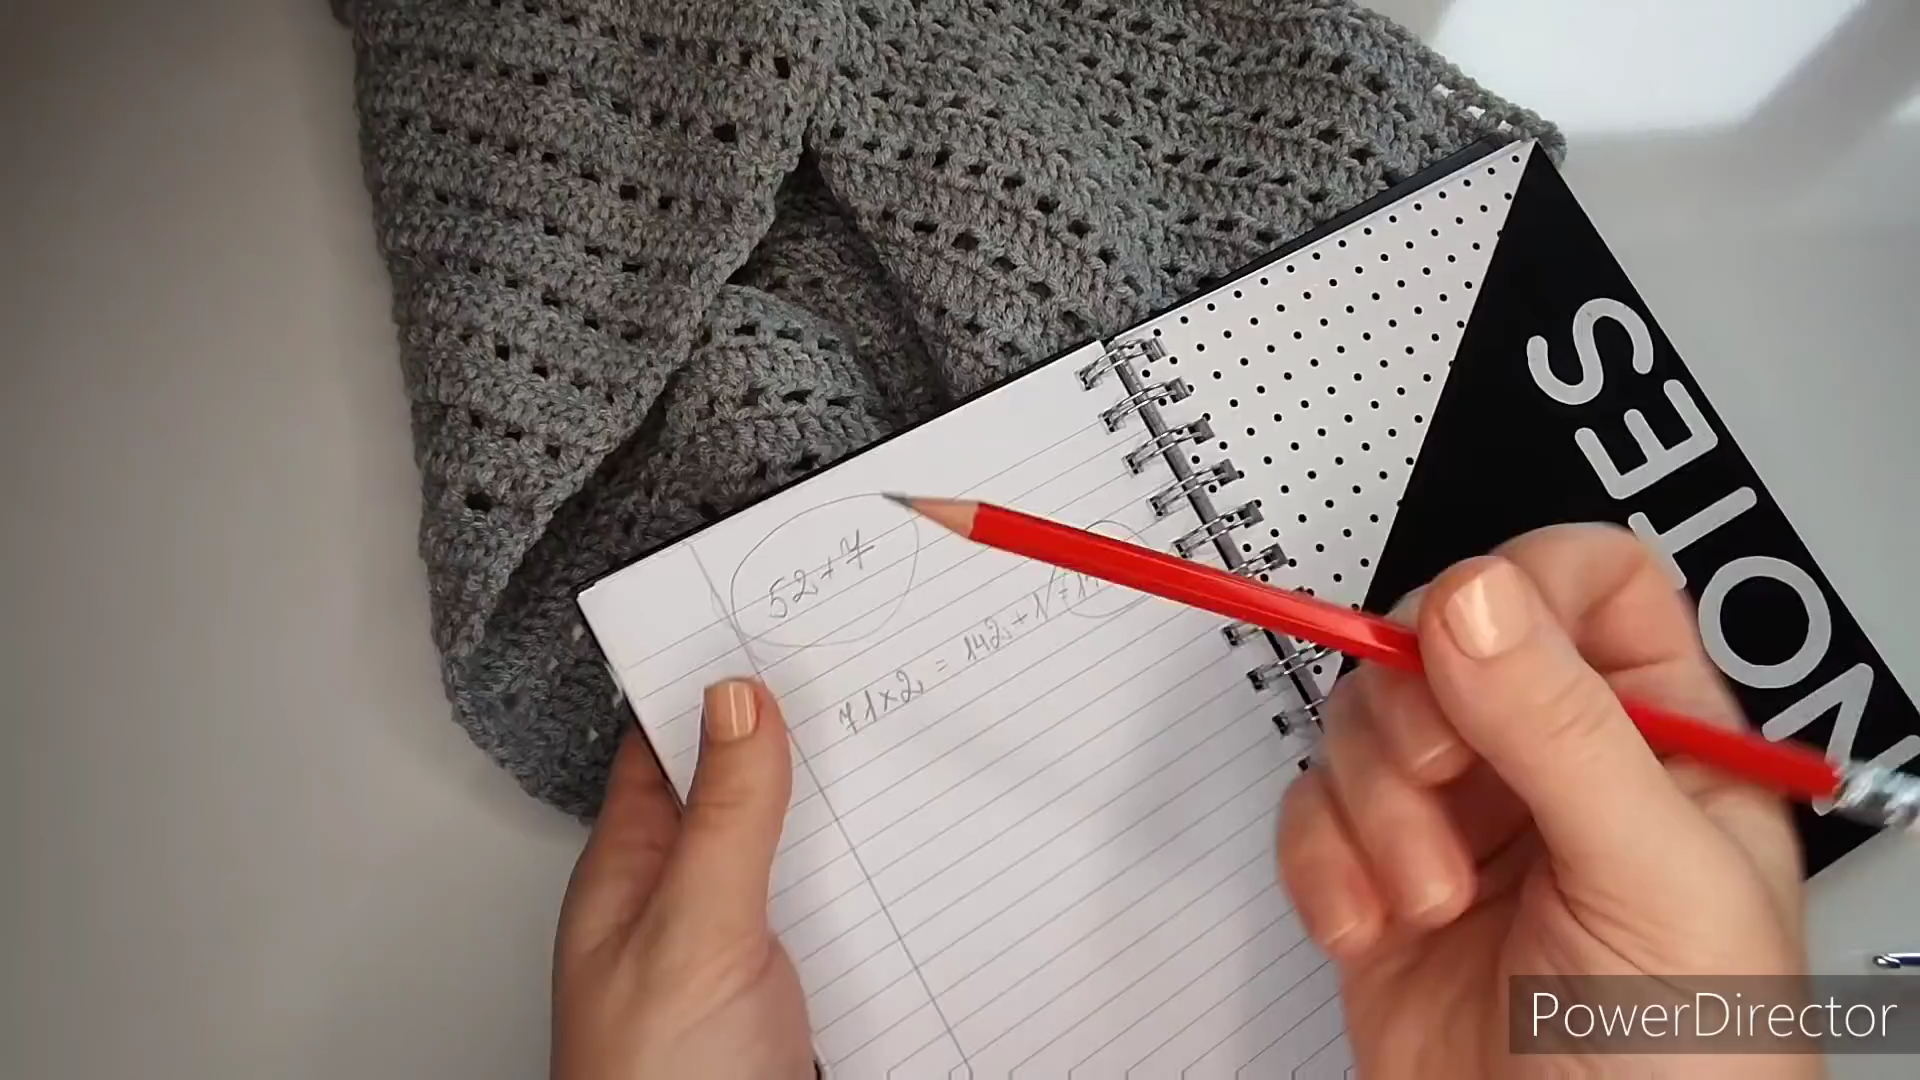 52+7
71x2 = 142+1 =
NOTES
PowerDirector